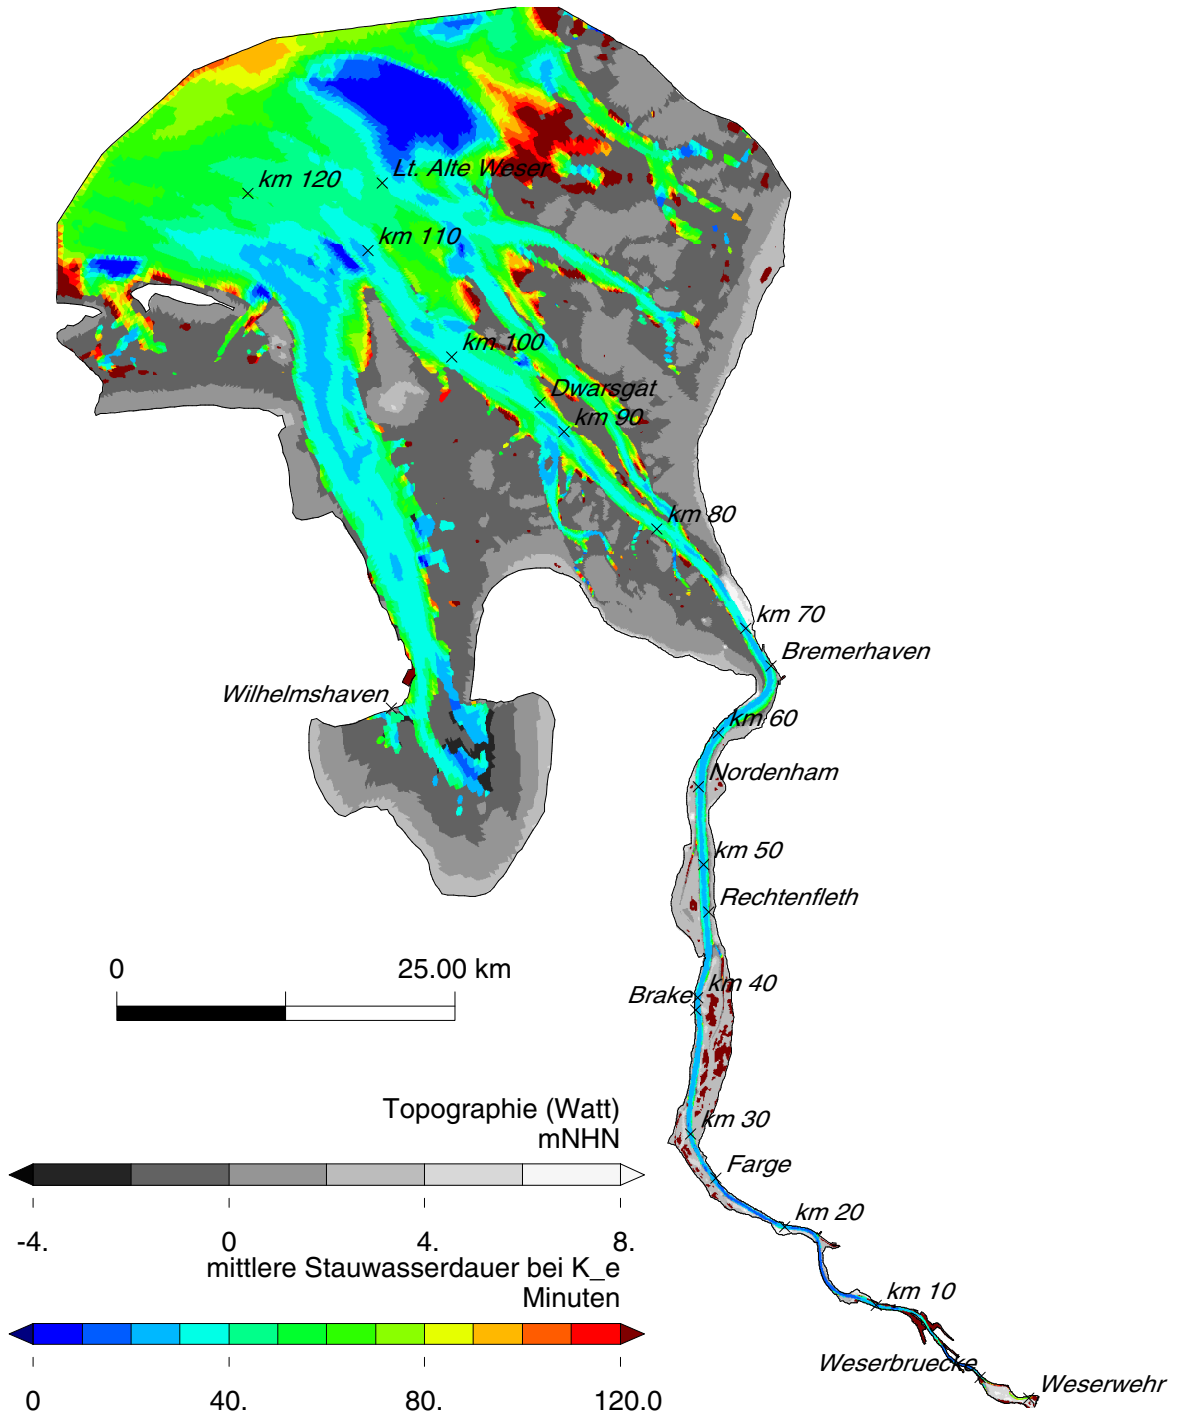 Lt. Alte Weser
km 120
km 110
km 100
Dwarsgat
km 90
km 80
km 70
Bremerhaven
Wilhelmshaven
km 60
Nordenham
km 50
Rechtenfleth
0 25.00 km
km 40
Brake
km 30
Farge
km 20
km 10
Weserbruecke
Weserwehr
Topographie (Watt)
mNHN
-4. 0 4. 8.
mittlere Stauwasserdauer bei K_e
Minuten
0 40. 80. 120.0